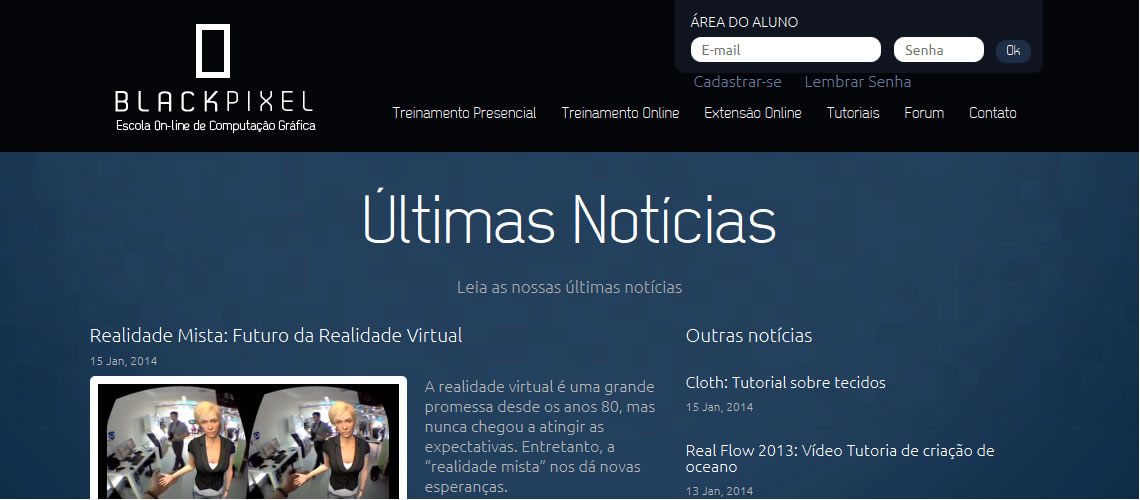 ÁREA DO ALUNO
E-mail
Senha
Ok
Cadastrar-se
Lembrar Senha
BLACKPIXEL
Escola On-line de Computação Gráfica
Treinamento Presencial
Treinamento Online
Extensão Online
Tutoriais
Forum
Contato
Últimas Notícias
Leia as nossas últimas notícias
Realidade Mista: Futuro da Realidade Virtual
15 Jan, 2014
A realidade virtual é uma grande
promessa desde os anos 80, mas
nunca chegou a atingir as
expectativas. Entretanto, a
“realidade mista” nos dá novas
esperanças.
Outras notícias
Cloth: Tutorial sobre tecidos
15 Jan, 2014
Real Flow 2013: Vídeo Tutoria de criação de
oceano
13 Jan, 2014